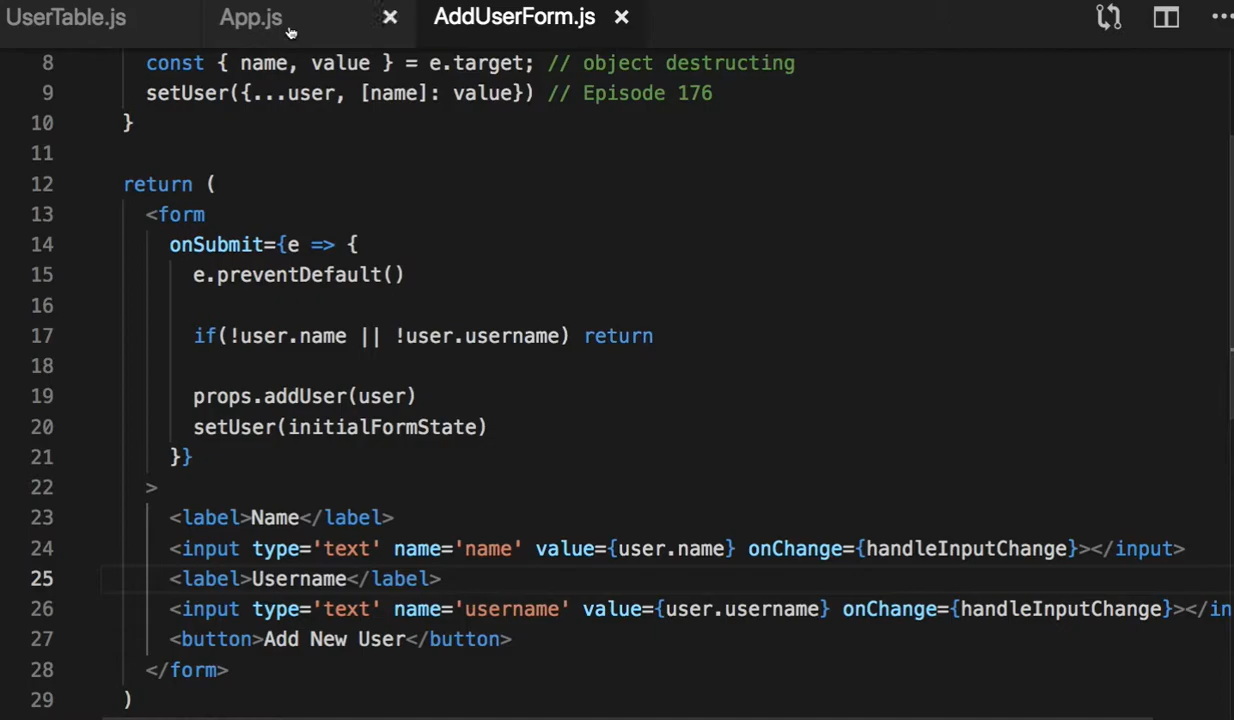 UserTable.js App.js AddUserForm.js
8 const { name, value } = e.target; // object destructing
9 setUser({...user, [name]: value}) // Episode 176
10 }
11
12 return (
13 <form
14 onSubmit={e => {
15 e.preventDefault()
16
17 if(!user.name || !user.username) return
18
19 props.addUser(user)
20 setUser(initialFormState)
21 }}
22 >
23 <label>Name</label>
24 <input type='text' name='name' value={user.name} onChange={handleInputChange}></input>
25 <label>Username</label>
26 <input type='text' name='username' value={user.username} onChange={handleInputChange}></in
27 <button>Add New User</button>
28 </form>
29 )